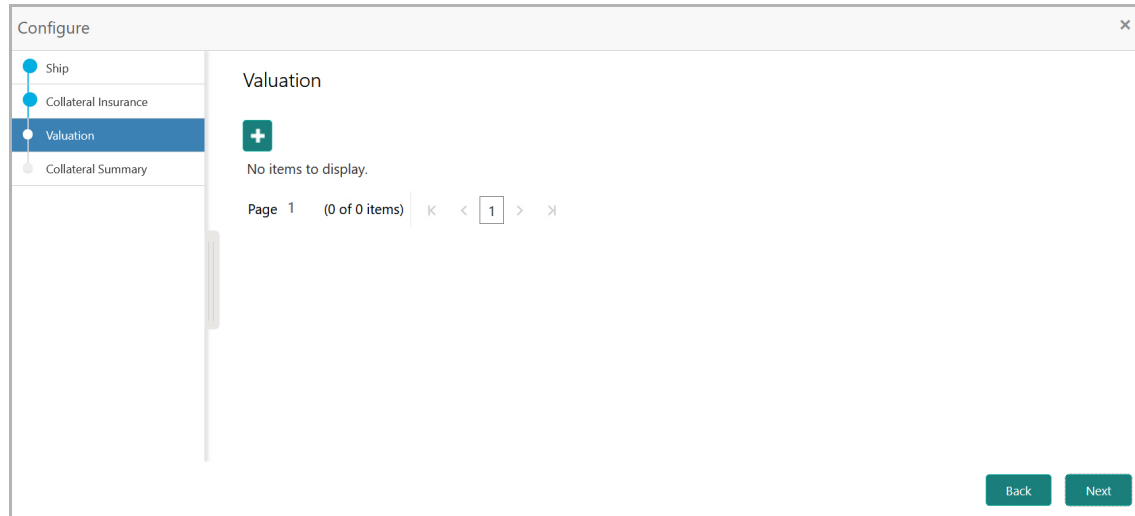 Configure
×
Ship
Collateral Insurance
Valuation
Collateral Summary
Valuation
+
No items to display.
Page 1 (0 of 0 items) K < 1 > >|
Back Next